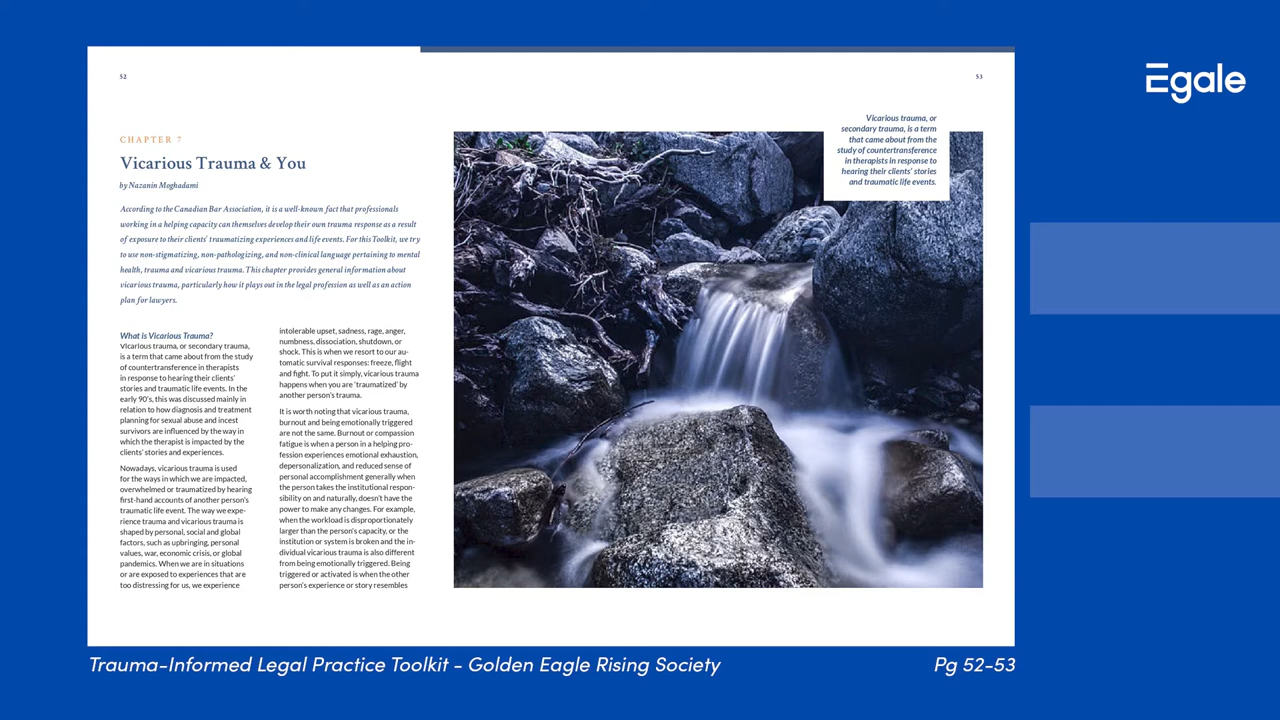 Egale
52
53
CHAPTER 7
Vicarious Trauma & You
by Nazanin Moghadami
According to the Canadian Bar Association, it is a well-known fact that professionals
working in a helping capacity can themselves develop their own trauma response as a result
of exposure to their clients' traumatizing experiences and life events. For this Toolkit, we try
to use non-stigmatizing, non-pathologizing, and non-clinical language pertaining to mental
health, trauma and vicarious trauma. This chapter provides general information about
vicarious trauma, particularly how it plays out in the legal profession as well as an action
plan for lawyers.
What is Vicarious Trauma?
Vicarious trauma, or secondary trauma,
is a term that came about from the study
of countertransference in therapists
in response to hearing their clients'
stories and traumatic life events. In the
early 90's, this was discussed mainly in
relation to how diagnosis and treatment
planning for sexual abuse and incest
survivors are influenced by the way in
which the therapist is impacted by the
clients' stories and experiences.
Nowadays, vicarious trauma is used
for the ways in which we are impacted,
overwhelmed or traumatized by hearing
first-hand accounts of another person's
traumatic life event. The way we expe-
rience trauma and vicarious trauma is
shaped by personal, social and global
factors, such as upbringing, personal
values, war, economic crisis, or global
pandemics. When we are in situations
or are exposed to experiences that are
too distressing for us, we experience
intolerable upset, sadness, rage, anger,
numbness, dissociation, shutdown, or
shock. This is when we resort to our au-
tomatic survival responses: freeze, flight
and fight. To put it simply, vicarious trauma
happens when you are 'traumatized' by
another person's trauma.
It is worth noting that vicarious trauma,
burnout and being emotionally triggered
are not the same. Burnout or compassion
fatigue is when a person in a helping pro-
fession experiences emotional exhaustion,
depersonalization, and reduced sense of
personal accomplishment generally when
the person takes the institutional respon-
sibility on and naturally, doesn't have the
power to make any changes. For example,
when the workload is disproportionately
larger than the person's capacity, or the
institution or system is broken and the in-
dividual vicarious trauma is also different
from being emotionally triggered. Being
triggered or activated is when the other
person's experience or story resembles
Vicarious trauma, or
secondary trauma, is a term
that came about from the
study of countertransference
in therapists in response to
hearing their clients' stories
and traumatic life events.
Trauma-Informed Legal Practice Toolkit - Golden Eagle Rising Society
Pg 52-53